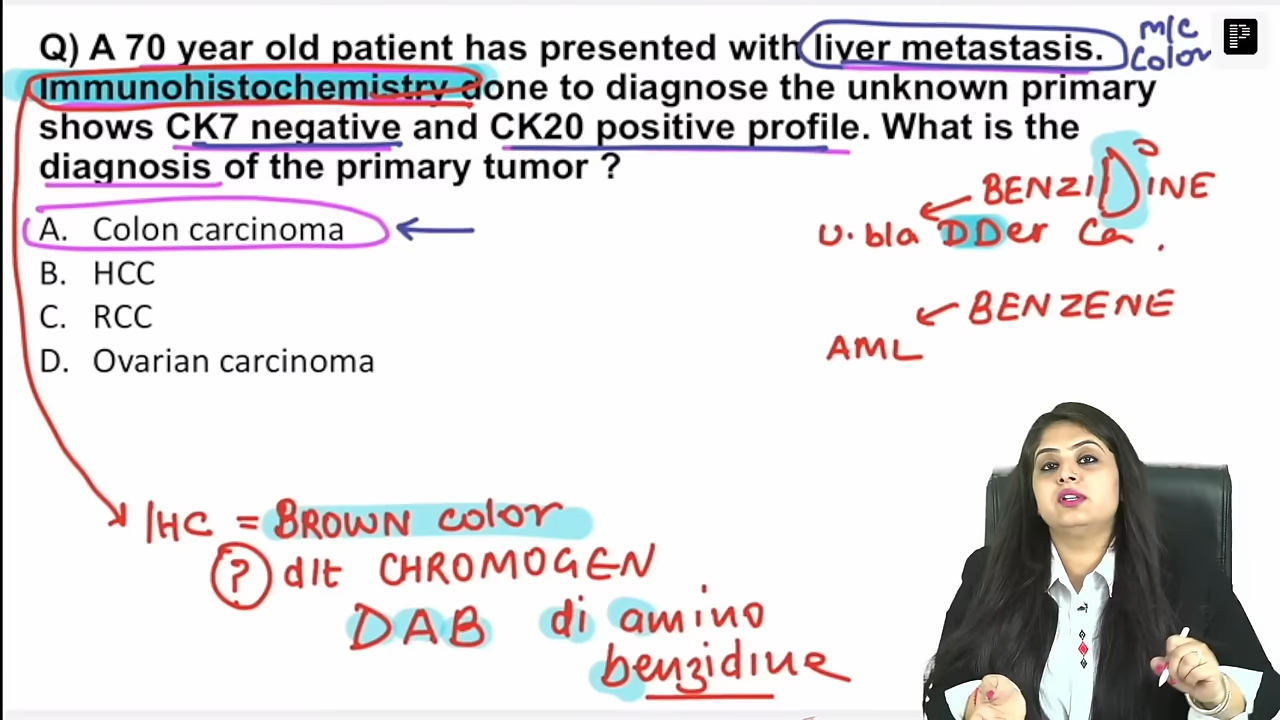 Q) A 70 year old patient has presented with liver metastasis.
Immunohistochemistry done to diagnose the unknown primary
shows CK7 negative and CK20 positive profile. What is the
diagnosis of the primary tumor ?
A. Colon carcinoma
B. HCC
C. RCC
D. Ovarian carcinoma
M/C
Colon
BENZIDINE
U.blaDDer Ca.
BENZENE
AML
IHC = BROWN color
? d/t CHROMOGEN
DAB di amino
benzidine
P